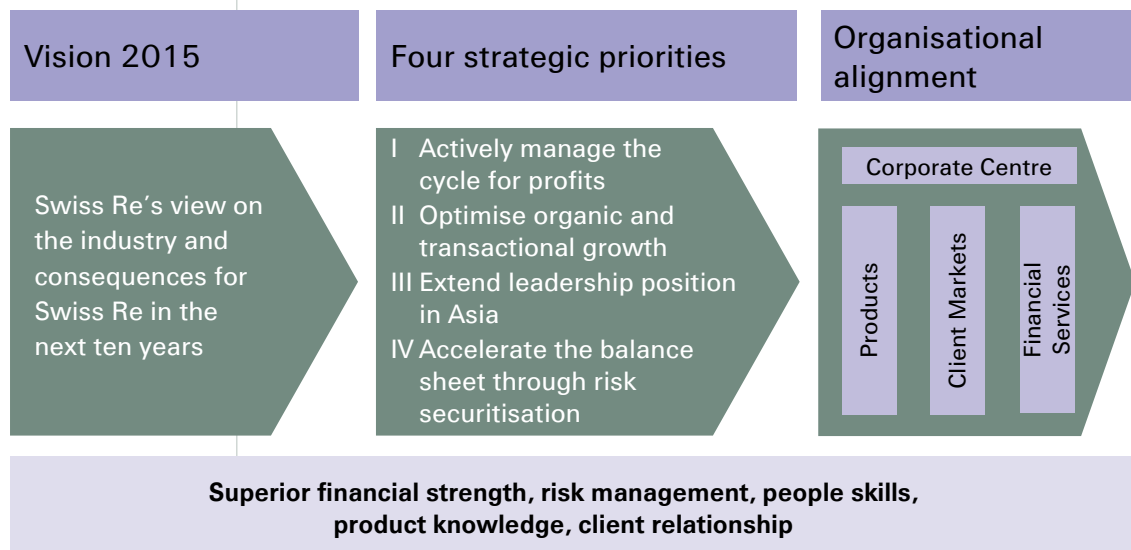 Vision 2015
Four strategic priorities
Organisational
alignment
Swiss Re's view on
the industry and
consequences for
Swiss Re in the
next ten years
I Actively manage the
cycle for profits
II Optimise organic and
transactional growth
III Extend leadership position
in Asia
IV Accelerate the balance
sheet through risk
securitisation
Corporate Centre
Products
Client Markets
Financial
Services
Superior financial strength, risk management, people skills,
product knowledge, client relationship